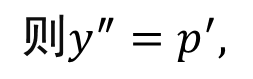 则y″ = p′,